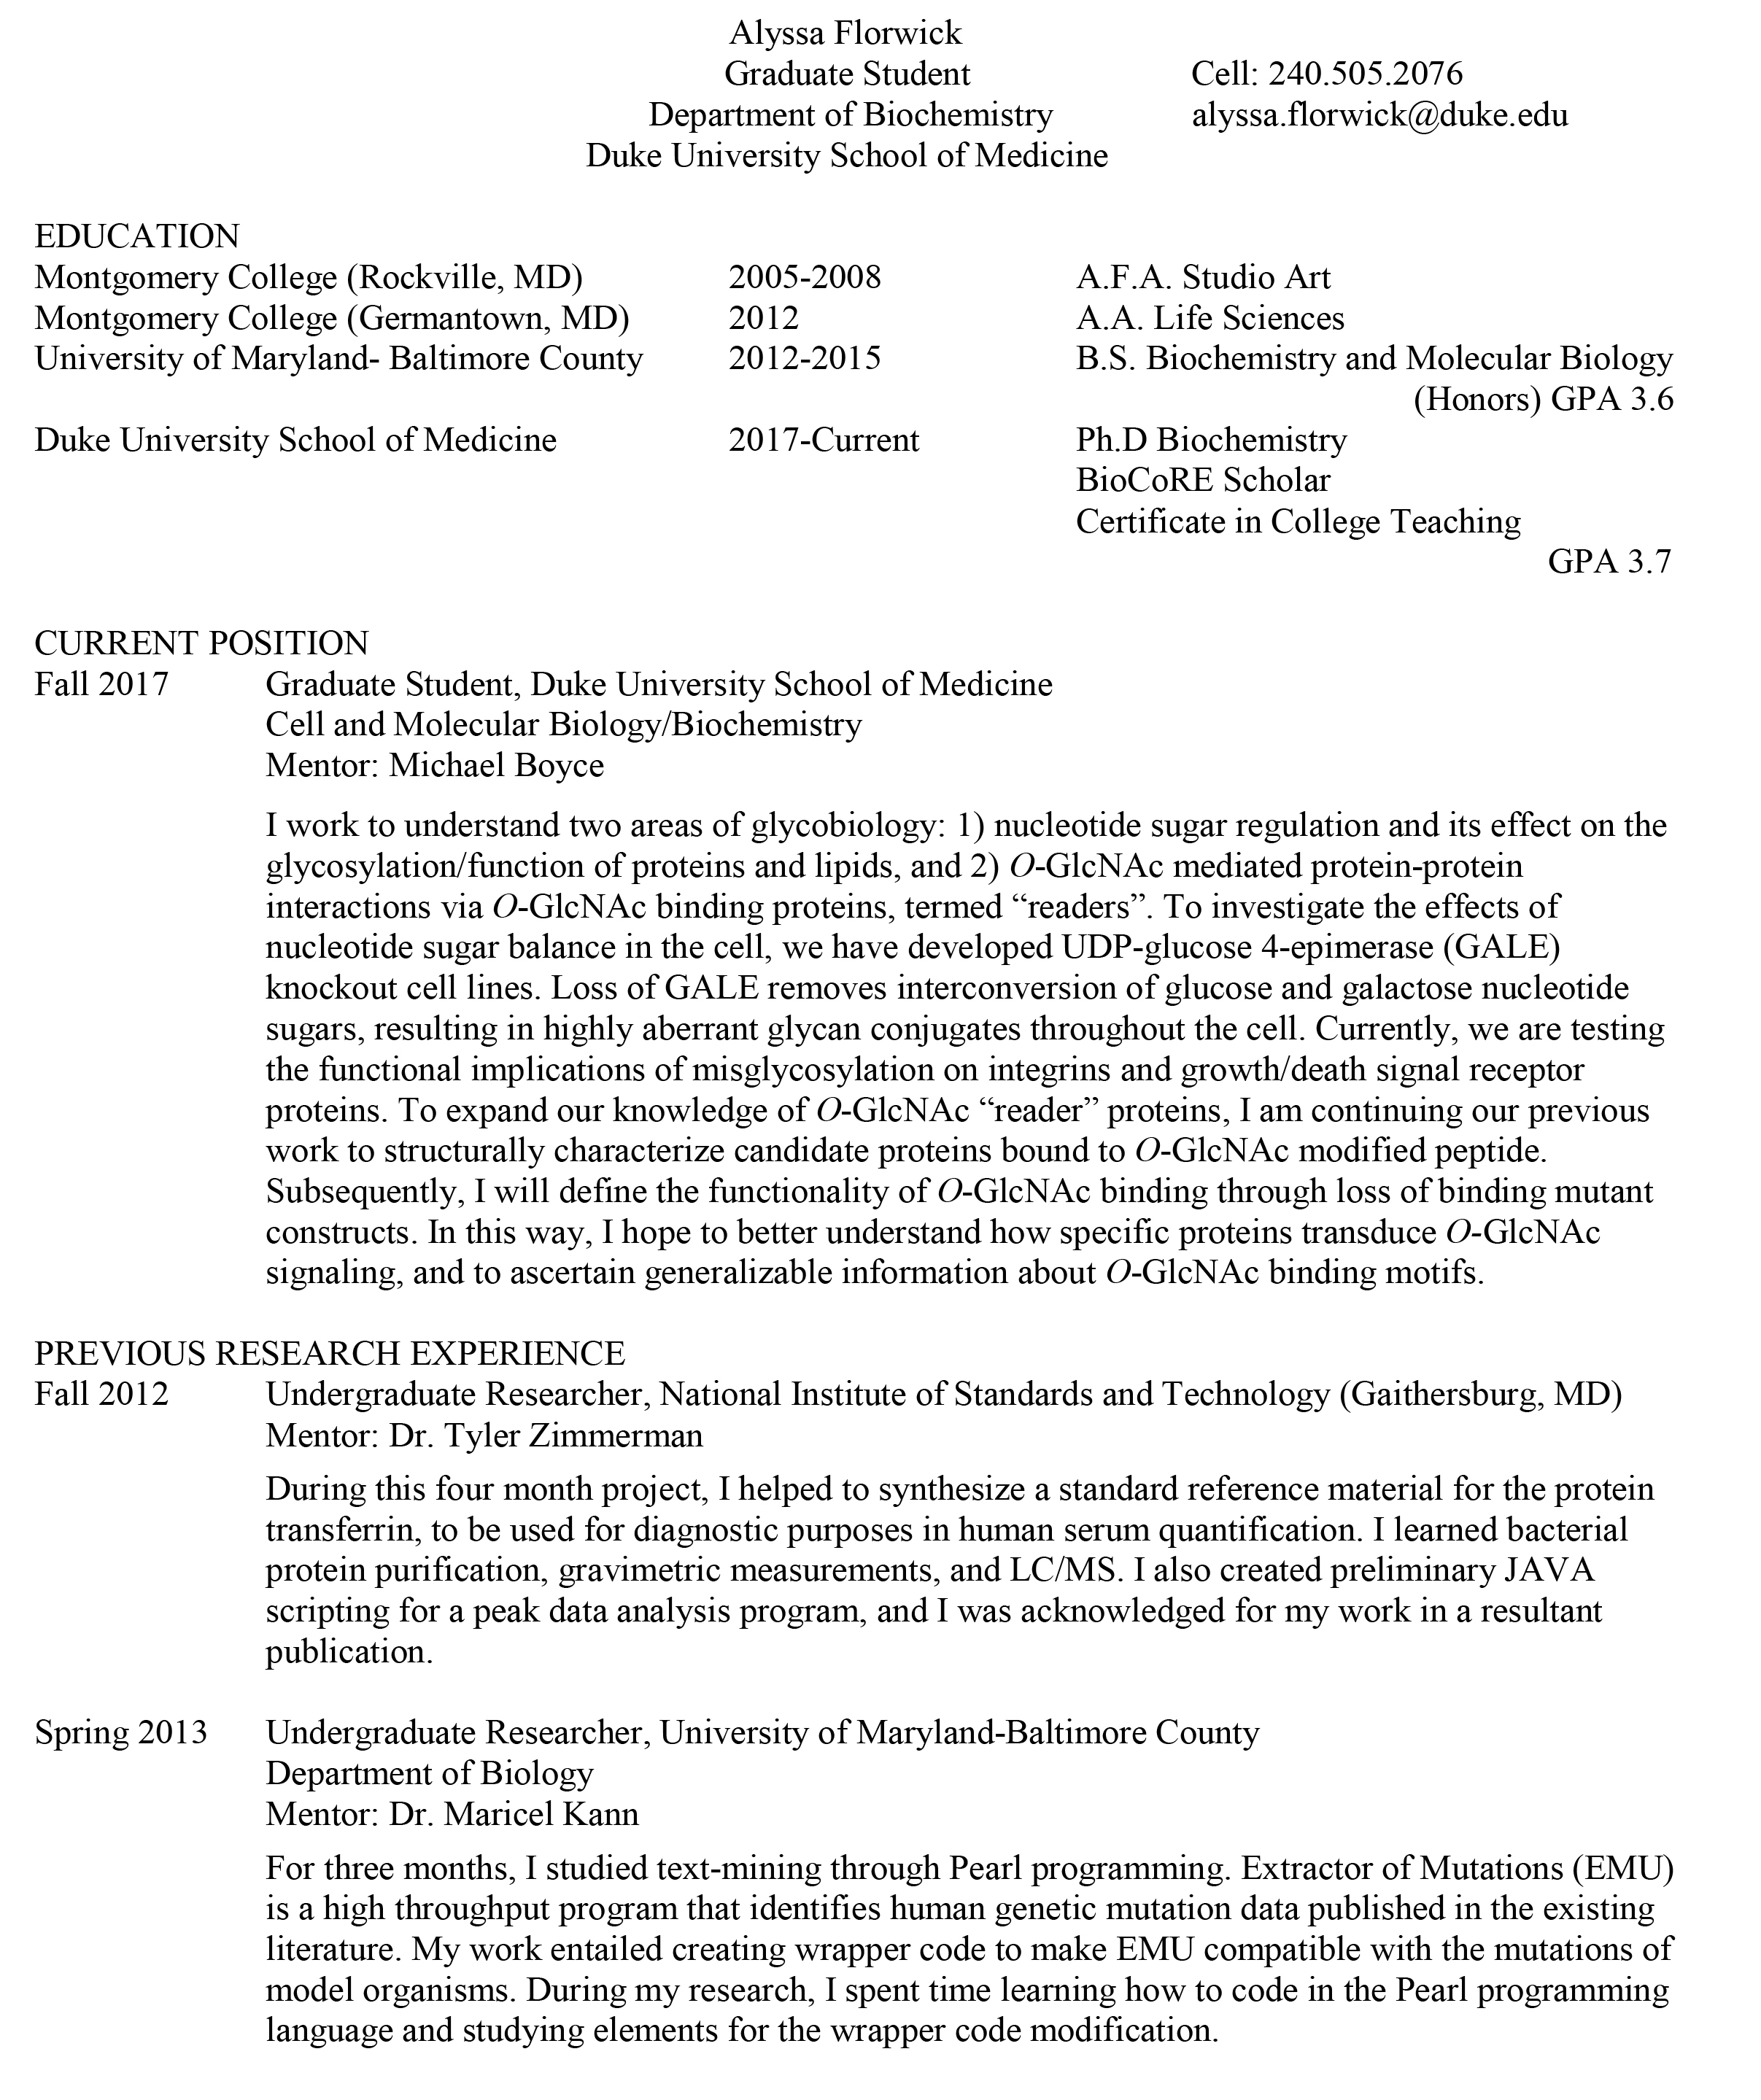 Alyssa Florwick
Graduate Student Cell: 240.505.2076
Department of Biochemistry alyssa.florwick@duke.edu
Duke University School of Medicine
EDUCATION
Montgomery College (Rockville, MD) 2005-2008 A.F.A. Studio Art
Montgomery College (Germantown, MD) 2012 A.A. Life Sciences
University of Maryland- Baltimore County 2012-2015 B.S. Biochemistry and Molecular Biology
(Honors) GPA 3.6
Duke University School of Medicine 2017-Current Ph.D Biochemistry
BioCoRE Scholar
Certificate in College Teaching
GPA 3.7
CURRENT POSITION
Fall 2017 Graduate Student, Duke University School of Medicine
Cell and Molecular Biology/Biochemistry
Mentor: Michael Boyce
I work to understand two areas of glycobiology: 1) nucleotide sugar regulation and its effect on the
glycosylation/function of proteins and lipids, and 2) O-GlcNAc mediated protein-protein
interactions via O-GlcNAc binding proteins, termed “readers”. To investigate the effects of
nucleotide sugar balance in the cell, we have developed UDP-glucose 4-epimerase (GALE)
knockout cell lines. Loss of GALE removes interconversion of glucose and galactose nucleotide
sugars, resulting in highly aberrant glycan conjugates throughout the cell. Currently, we are testing
the functional implications of misglycosylation on integrins and growth/death signal receptor
proteins. To expand our knowledge of O-GlcNAc “reader” proteins, I am continuing our previous
work to structurally characterize candidate proteins bound to O-GlcNAc modified peptide.
Subsequently, I will define the functionality of O-GlcNAc binding through loss of binding mutant
constructs. In this way, I hope to better understand how specific proteins transduce O-GlcNAc
signaling, and to ascertain generalizable information about O-GlcNAc binding motifs.
PREVIOUS RESEARCH EXPERIENCE
Fall 2012 Undergraduate Researcher, National Institute of Standards and Technology (Gaithersburg, MD)
Mentor: Dr. Tyler Zimmerman
During this four month project, I helped to synthesize a standard reference material for the protein
transferrin, to be used for diagnostic purposes in human serum quantification. I learned bacterial
protein purification, gravimetric measurements, and LC/MS. I also created preliminary JAVA
scripting for a peak data analysis program, and I was acknowledged for my work in a resultant
publication.
Spring 2013 Undergraduate Researcher, University of Maryland-Baltimore County
Department of Biology
Mentor: Dr. Maricel Kann
For three months, I studied text-mining through Pearl programming. Extractor of Mutations (EMU)
is a high throughput program that identifies human genetic mutation data published in the existing
literature. My work entailed creating wrapper code to make EMU compatible with the mutations of
model organisms. During my research, I spent time learning how to code in the Pearl programming
language and studying elements for the wrapper code modification.